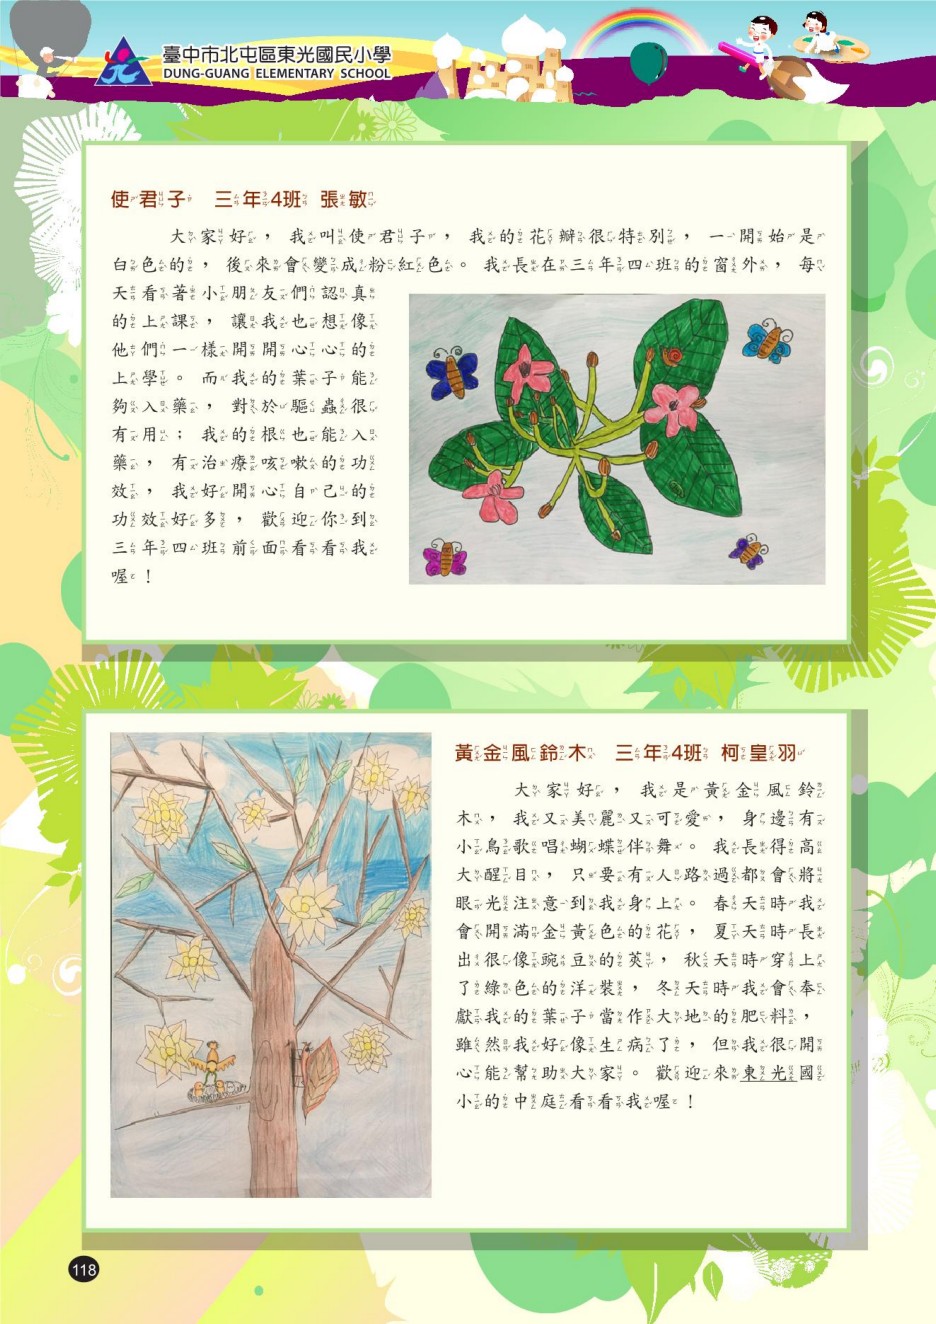 臺中市北屯區東光國民小學
DUNG-GUANG ELEMENTARY SCHOOL
使君子 三年4班 張敏
大家好，我叫使君子，我的花瓣很特別，一開始是
白色的，後來會變成粉紅色。我長在三年四班的窗外，每
天看著小朋友們認真
的上課，讓我也想像
他們一樣開開心心的
上學。而我的葉子能
夠入藥，對於驅蟲很
有用；我的根也能入
藥，有治療咳嗽的功
效，我好開心自己的
功效好多，歡迎你到
三年四班前面看看我
喔！
黃金風鈴木 三年4班 柯皇羽
大家好，我是黃金風鈴
木，我又美麗又可愛，身邊有
小鳥歌唱蝴蝶伴舞。我長得高
大醒目，只要有人路過都會將
眼光注意到我身上。春天時我
會開滿金黃色的花，夏天時長
出很像豌豆的莢，秋天時穿上
了綠色的洋裝，冬天時我會奉
獻我的葉子當作大地的肥料，
雖然我好像生病了，但我很開
心能幫助大家。歡迎來東光國
小的中庭看看我喔！
118